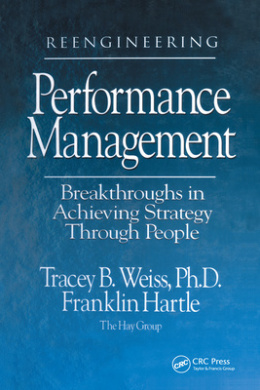 REENGINEERING
Performance
Management
Breakthroughs in
Achieving Strategy
Through People
Tracey B. Weiss, Ph.D.
Franklin Hartle
The Hay Group
CRC Press
Taylor & Francis Group